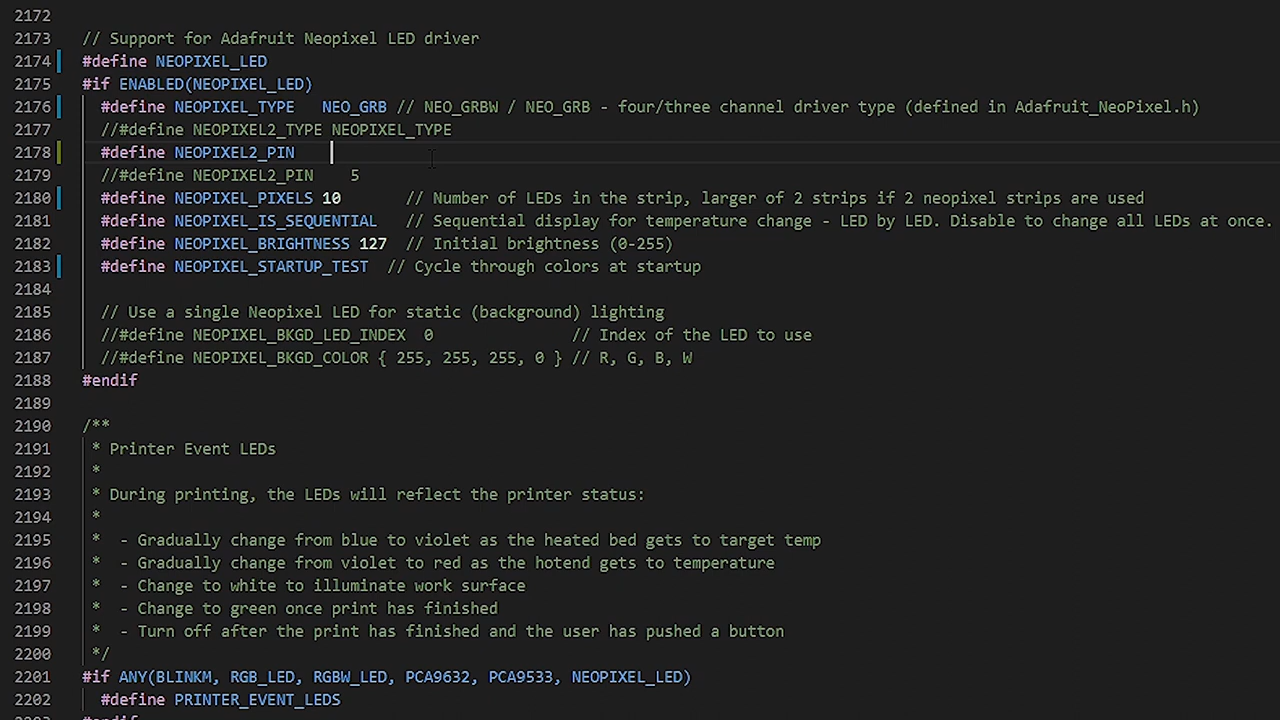 2172
2173 // Support for Adafruit Neopixel LED driver
2174 #define NEOPIXEL_LED
2175 #if ENABLED(NEOPIXEL_LED)
2176 #define NEOPIXEL_TYPE NEO_GRB // NEO_GRBW / NEO_GRB - four/three channel driver type (defined in Adafruit_NeoPixel.h)
2177 //#define NEOPIXEL2_TYPE NEOPIXEL_TYPE
2178 #define NEOPIXEL2_PIN
2179 //#define NEOPIXEL2_PIN 5
2180 #define NEOPIXEL_PIXELS 10 // Number of LEDs in the strip, larger of 2 strips if 2 neopixel strips are used
2181 #define NEOPIXEL_IS_SEQUENTIAL // Sequential display for temperature change - LED by LED. Disable to change all LEDs at once.
2182 #define NEOPIXEL_BRIGHTNESS 127 // Initial brightness (0-255)
2183 #define NEOPIXEL_STARTUP_TEST // Cycle through colors at startup
2184
2185 // Use a single Neopixel LED for static (background) lighting
2186 //#define NEOPIXEL_BKGD_LED_INDEX 0 // Index of the LED to use
2187 //#define NEOPIXEL_BKGD_COLOR { 255, 255, 255, 0 } // R, G, B, W
2188 #endif
2189
2190 /**
2191 * Printer Event LEDs
2192 *
2193 * During printing, the LEDs will reflect the printer status:
2194 *
2195 * - Gradually change from blue to violet as the heated bed gets to target temp
2196 * - Gradually change from violet to red as the hotend gets to temperature
2197 * - Change to white to illuminate work surface
2198 * - Change to green once print has finished
2199 * - Turn off after the print has finished and the user has pushed a button
2200 */
2201 #if ANY(BLINKM, RGB_LED, RGBW_LED, PCA9632, PCA9533, NEOPIXEL_LED)
2202 #define PRINTER_EVENT_LEDS